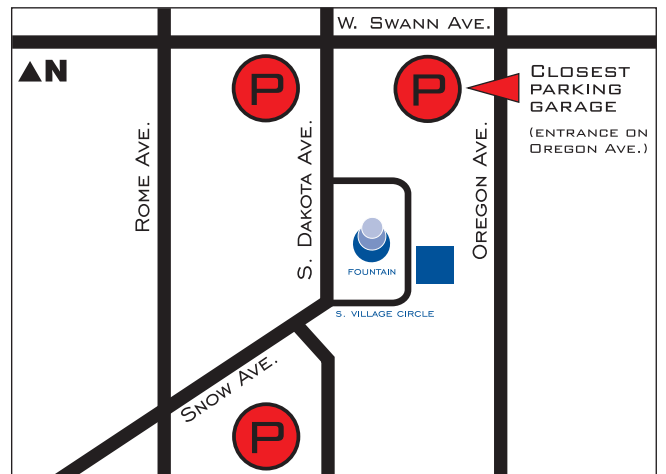 W. Swann Ave.
N
P
P
Closest
parking
garage
(entrance on
Oregon Ave.)
Rome Ave.
S. Dakota Ave.
Oregon Ave.
fountain
S. Village Circle
Snow Ave.
P